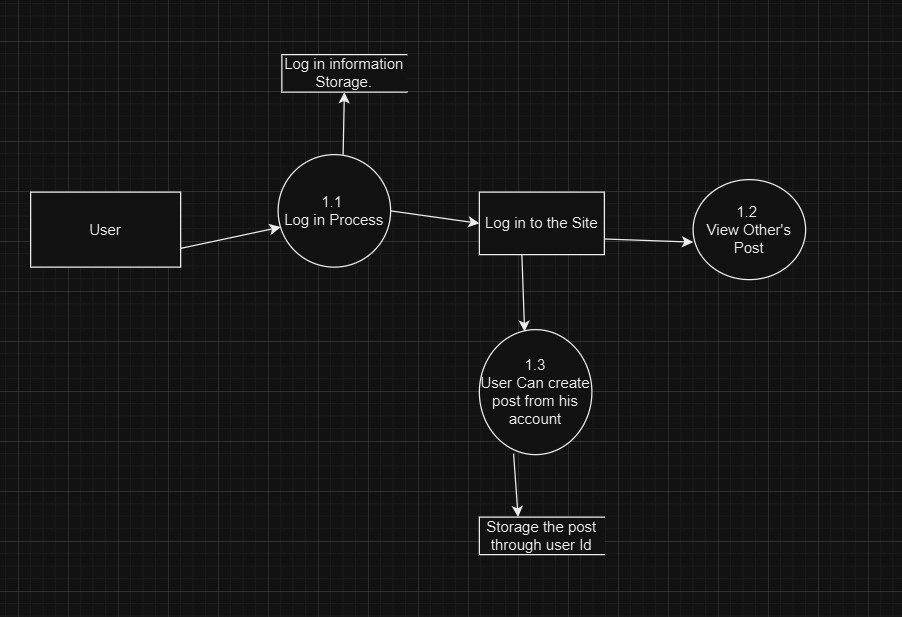 Log in information
Storage.
User
1.1
Log in Process
Log in to the Site
1.2
View Other's
Post
1.3
User Can create
post from his
account
Storage the post
through user Id